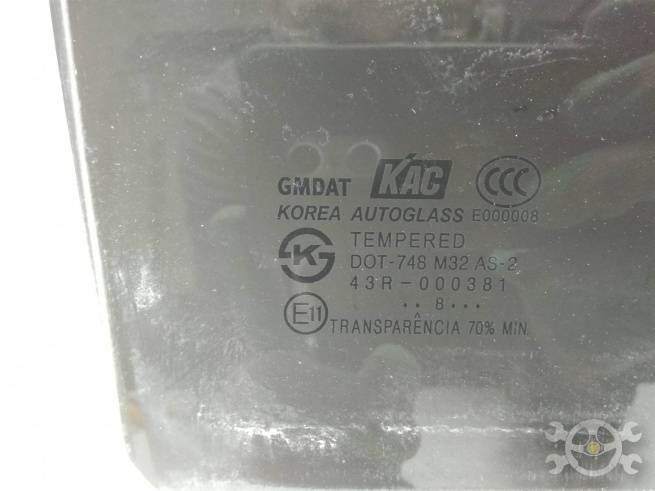 GMDAT KAC CCC
KOREA AUTOGLASS E000008
TEMPERED
DOT-748 M32 AS-2
43R-000381
.. 8...
E11 TRANSPARÊNCIA 70% MIN